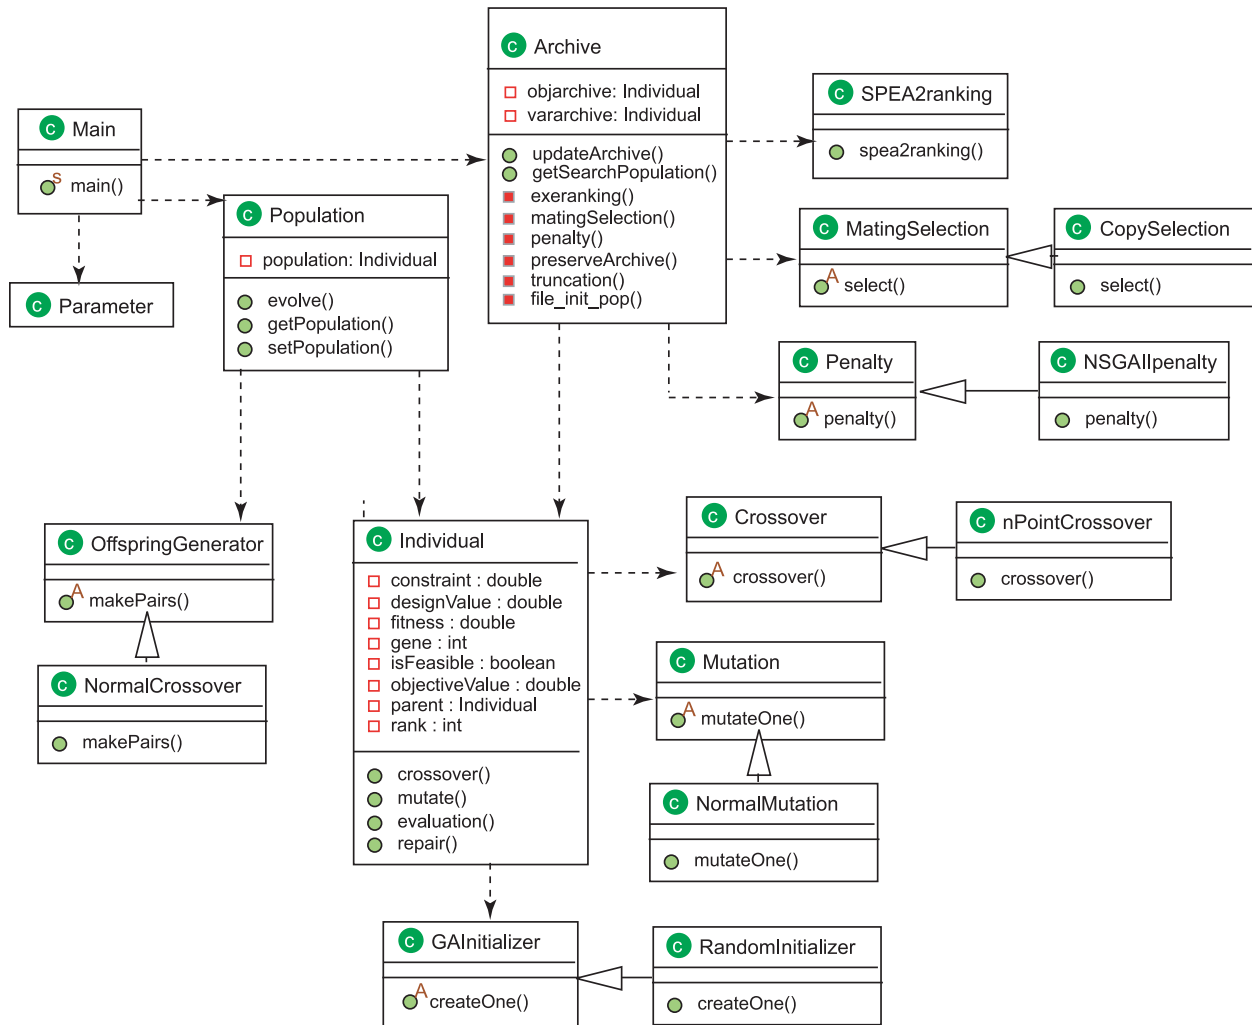 C Archive
objarchive: Individual
vararchive: Individual
updateArchive()
getSearchPopulation()
exeranking()
matingSelection()
penalty()
preserveArchive()
truncation()
file_init_pop()
C Main
S main()
C Parameter
C Population
population: Individual
evolve()
getPopulation()
setPopulation()
C SPEA2ranking
spea2ranking()
C MatingSelection
A select()
C CopySelection
select()
C Penalty
A penalty()
C NSGAIIpenalty
penalty()
C OffspringGenerator
A makePairs()
C NormalCrossover
makePairs()
C Individual
constraint : double
designValue : double
fitness : double
gene : int
isFeasible : boolean
objectiveValue : double
parent : Individual
rank : int
crossover()
mutate()
evaluation()
repair()
C Crossover
A crossover()
C nPointCrossover
crossover()
C Mutation
A mutateOne()
C NormalMutation
mutateOne()
C GAInitializer
A createOne()
C RandomInitializer
createOne()